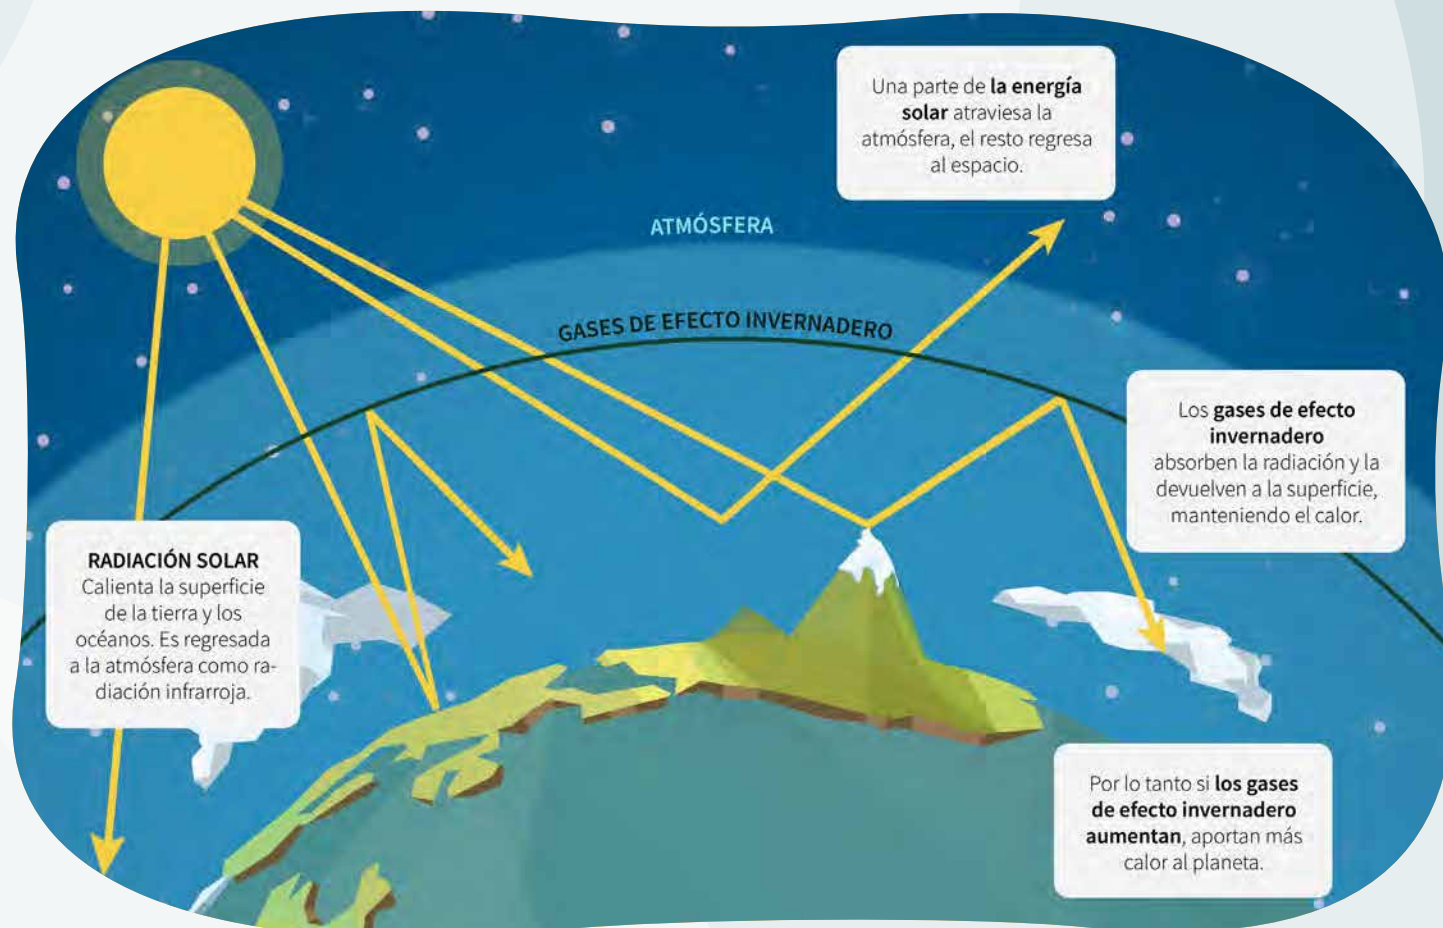 Una parte de la energía
solar atraviesa la
atmósfera, el resto regresa
al espacio.
ATMÓSFERA
GASES DE EFECTO INVERNADERO
Los gases de efecto
invernadero
absorben la radiación y la
devuelven a la superficie,
manteniendo el calor.
RADIACIÓN SOLAR
Calienta la superficie
de la tierra y los
océanos. Es regresada
a la atmósfera como ra-
diación infrarroja.
Por lo tanto si los gases
de efecto invernadero
aumentan, aportan más
calor al planeta.